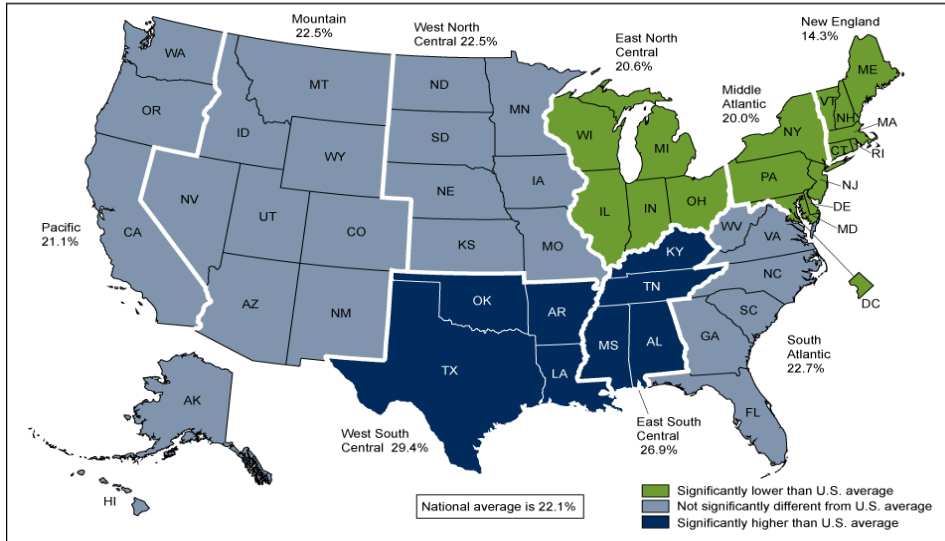 Mountain
22.5%
West North
Central 22.5%
East North
Central
20.6%
New England
14.3%
Middle
Atlantic
20.0%
Pacific
21.1%
South
Atlantic
22.7%
West South
Central 29.4%
East South
Central
26.9%
WA
OR
CA
NV
ID
MT
WY
UT
CO
AZ
NM
ND
SD
NE
KS
MN
IA
MO
WI
MI
IL
IN
OH
KY
TN
MS
AL
OK
AR
TX
LA
ME
VT
NH
MA
RI
CT
NY
PA
NJ
DE
MD
DC
WV
VA
NC
SC
GA
FL
AK
HI
National average is 22.1%
Significantly lower than U.S. average
Not significantly different from U.S. average
Significantly higher than U.S. average